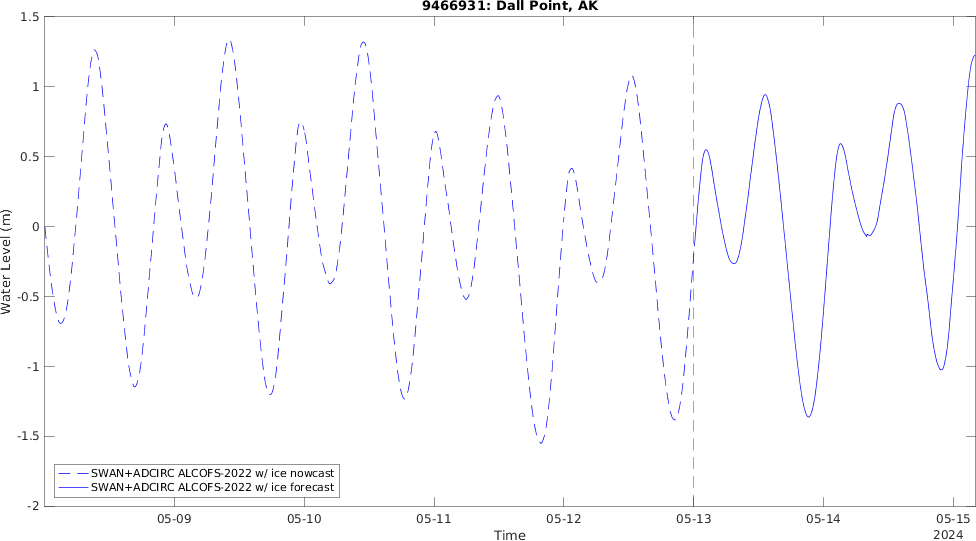 9466931: Dall Point, AK
1.5
1
0.5
0
-0.5
-1
-1.5
-2
Water Level (m)
SWAN+ADCIRC ALCOFS-2022 w/ ice nowcast
SWAN+ADCIRC ALCOFS-2022 w/ ice forecast
05-09 05-10 05-11 05-12 05-13 05-14 05-15
2024
Time